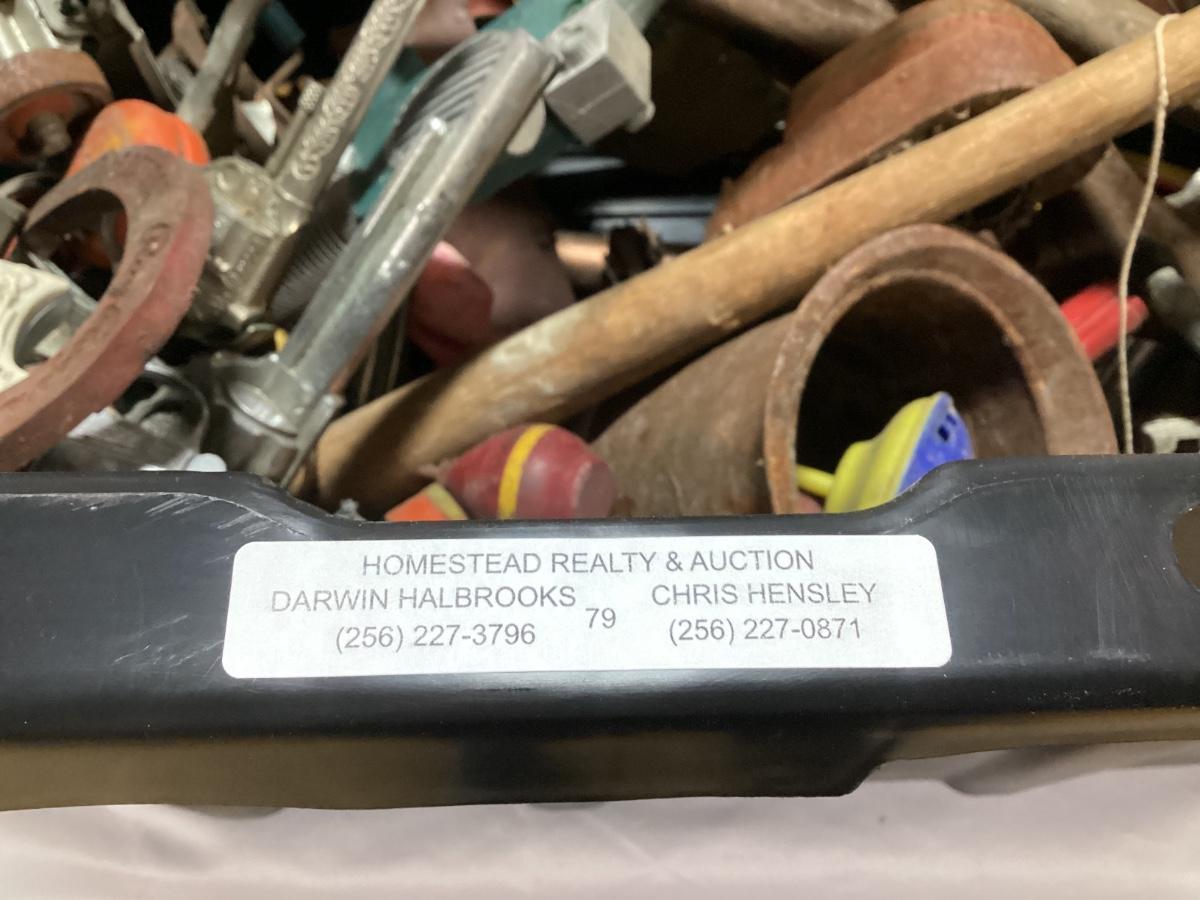 HOMESTEAD REALTY & AUCTION
DARWIN HALBROOKS 79 CHRIS HENSLEY
(256) 227-3796 (256) 227-0871